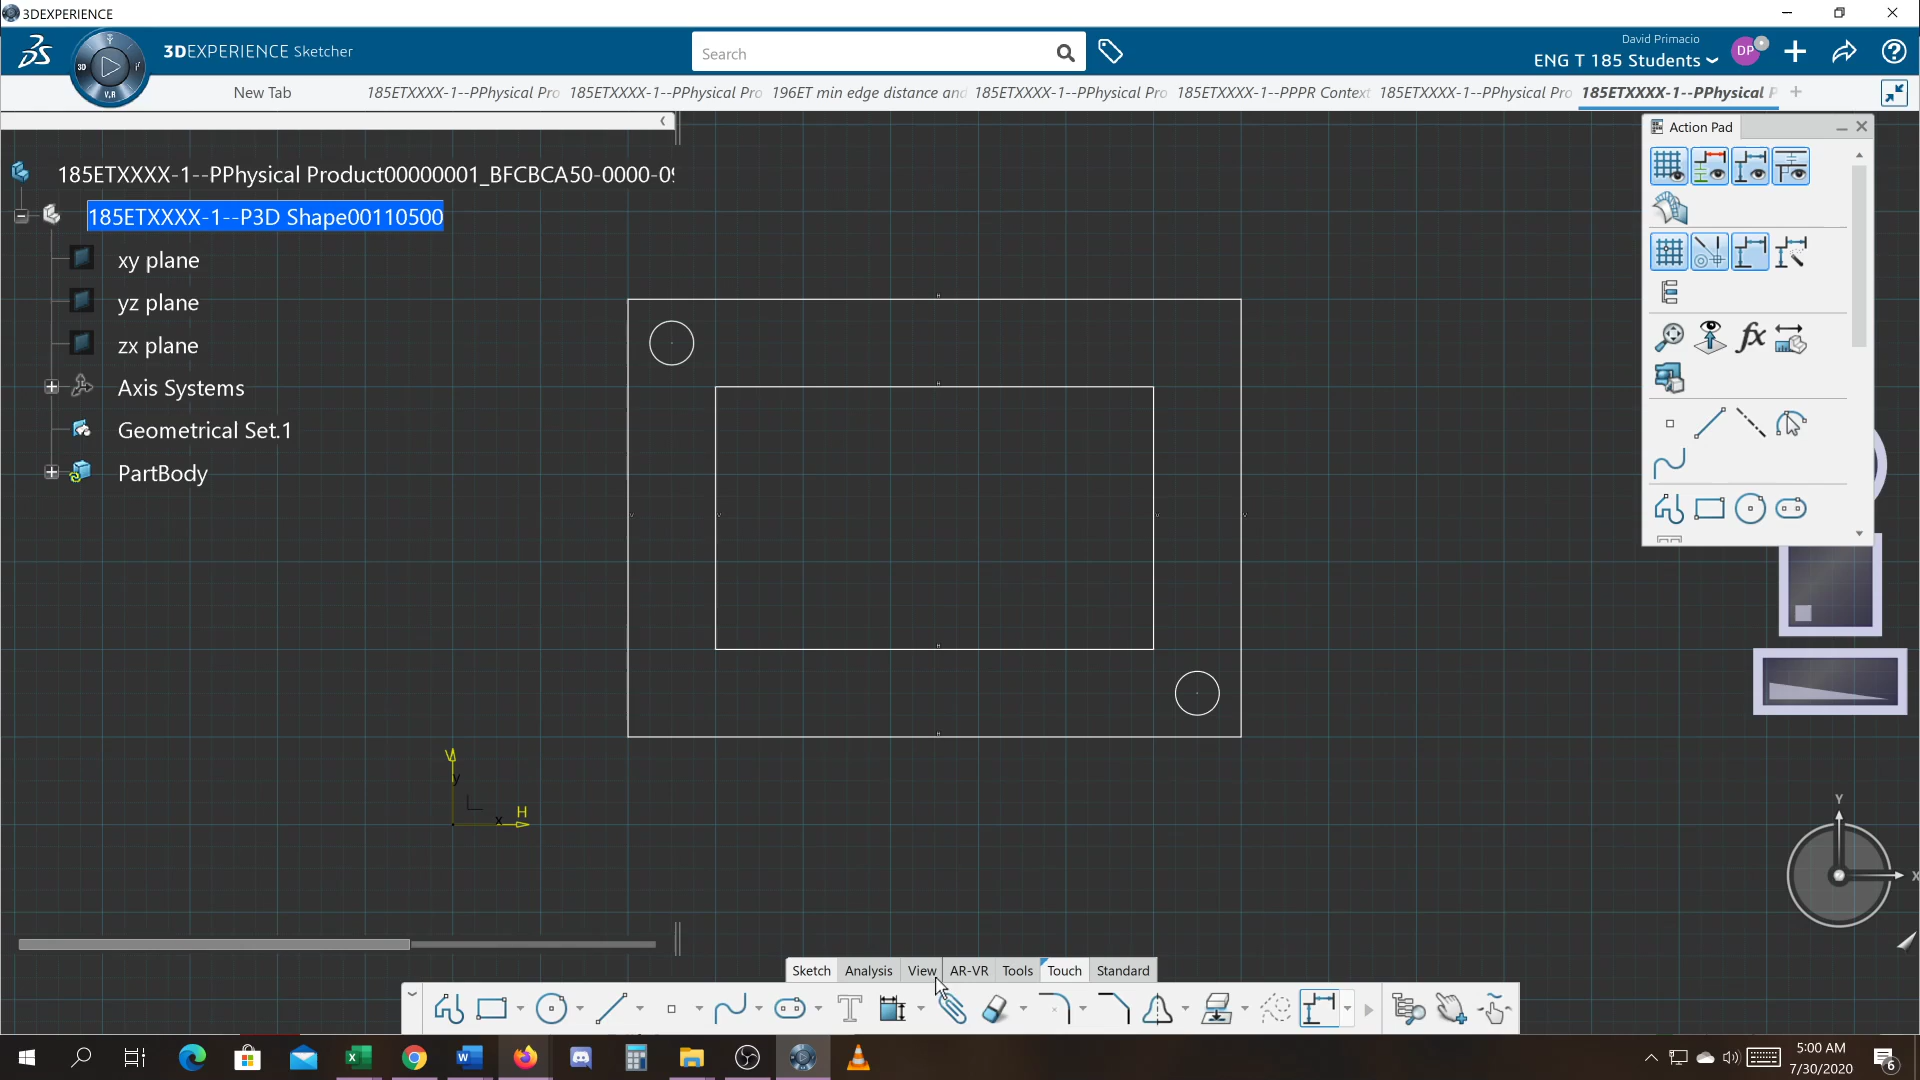 3DEXPERIENCE
3DEXPERIENCE Sketcher
Search
David Primacio
ENG T 185 Students
DP
3D
V.R
New Tab
185ETXXXX-1--PPhysical Pro
185ETXXXX-1--PPhysical Pro
196ET min edge distance and
185ETXXXX-1--PPhysical Pro
185ETXXXX-1--PPPR Context
185ETXXXX-1--PPhysical Pro
185ETXXXX-1--PPhysical P
Action Pad
185ETXXXX-1--PPhysical Product00000001_BFCBCA50-0000-09
185ETXXXX-1--P3D Shape00110500
xy plane
yz plane
zx plane
Axis Systems
Geometrical Set.1
PartBody
fx
V
y
H
x
Y
X
Sketch
Analysis
View
AR-VR
Tools
Touch
Standard
5:00 AM
7/30/2020
6